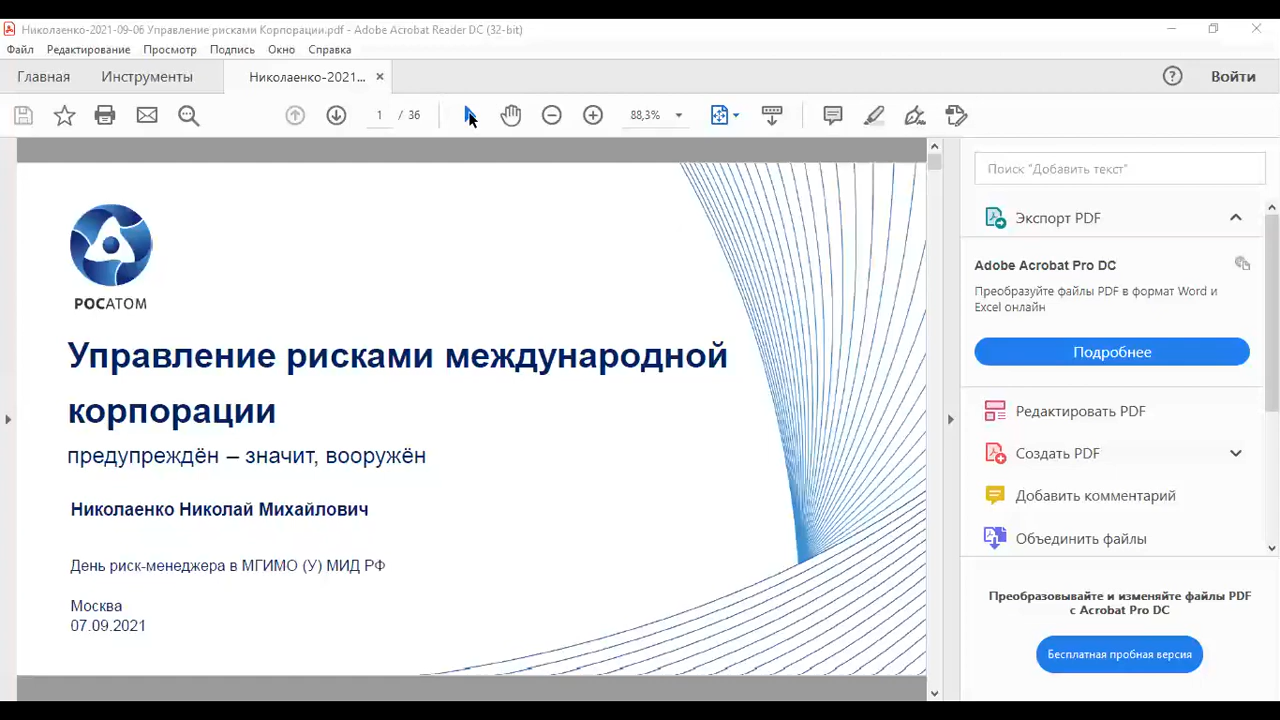 Николаенко-2021-09-06 Управление рисками Корпорации.pdf - Adobe Acrobat Reader DC (32-bit)
Файл Редактирование Просмотр Подпись Окно Справка
Главная Инструменты Николаенко-2021... × Войти
1 / 36 88,3%
РОСАТОМ
Управление рисками международной
корпорации
предупреждён – значит, вооружён
Николаенко Николай Михайлович
День риск-менеджера в МГИМО (У) МИД РФ
Москва
07.09.2021
Поиск "Добавить текст"
Экспорт PDF
Adobe Acrobat Pro DC
Преобразуйте файлы PDF в формат Word и
Excel онлайн
Подробнее
Редактировать PDF
Создать PDF
Добавить комментарий
Объединить файлы
Преобразовывайте и изменяйте файлы PDF
с Acrobat Pro DC
Бесплатная пробная версия